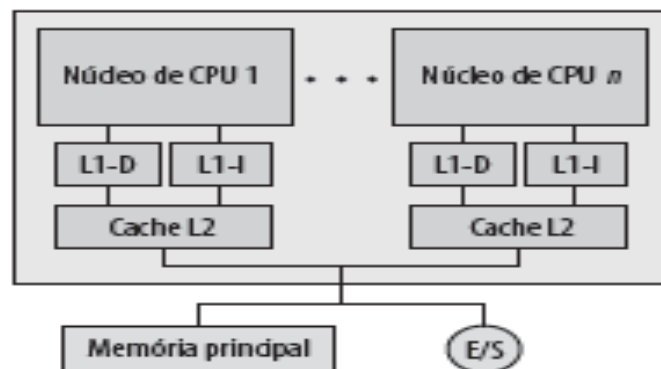 Núcleo de CPU 1
Núcleo de CPU n
L1-D
L1-I
L1-D
L1-I
Cache L2
Cache L2
Memória principal
E/S